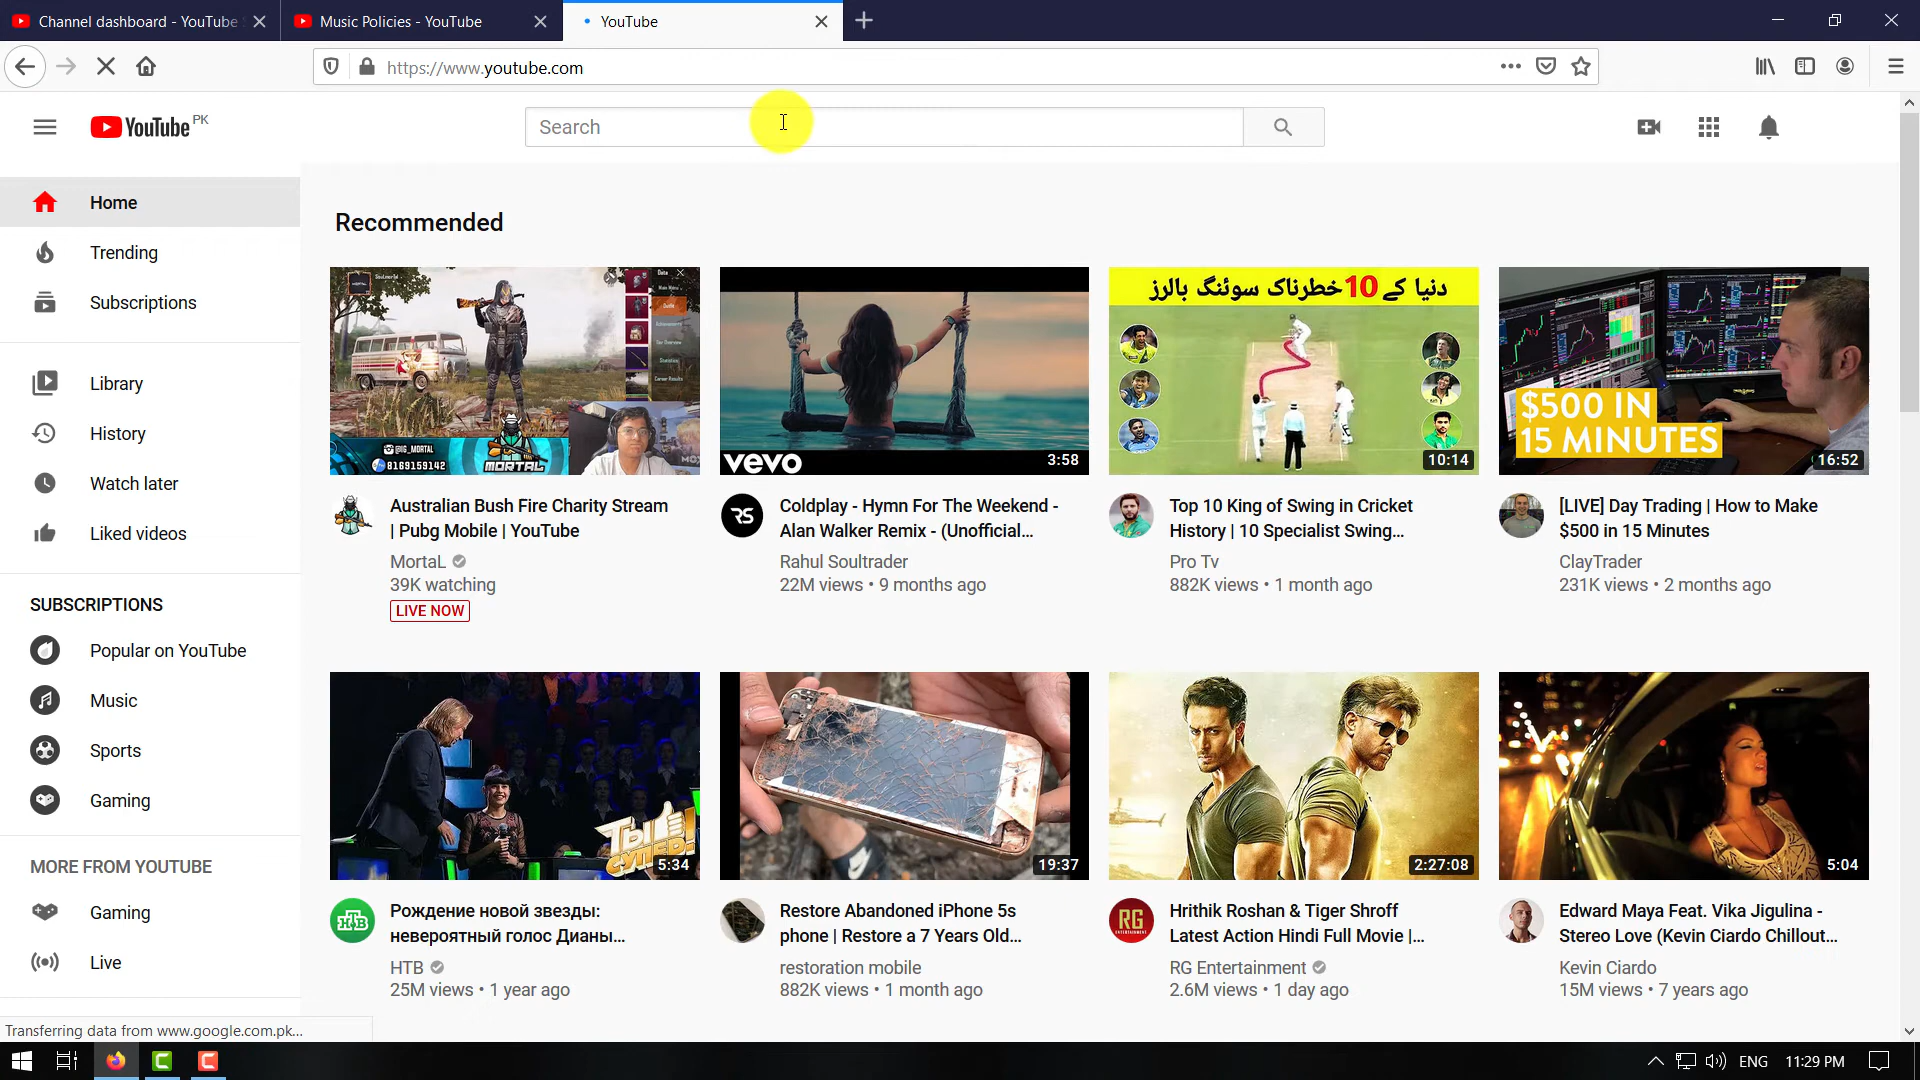 Channel dashboard - YouTube
Music Policies - YouTube
YouTube
https://www.youtube.com
YouTube PK
Search
Home
Trending
Subscriptions
Library
History
Watch later
Liked videos
SUBSCRIPTIONS
Popular on YouTube
Music
Sports
Gaming
MORE FROM YOUTUBE
Gaming
Live
Recommended
@IG_MORTAL
8169159142
MORTAL
Australian Bush Fire Charity Stream
| Pubg Mobile | YouTube
MortaL
39K watching
LIVE NOW
vevo
3:58
RS
Coldplay - Hymn For The Weekend -
Alan Walker Remix - (Unofficial...
Rahul Soultrader
22M views • 9 months ago
دنیا کے 10 خطرناک سوئنگ بالرز
10:14
Top 10 King of Swing in Cricket
History | 10 Specialist Swing...
Pro Tv
882K views • 1 month ago
$500 IN
15 MINUTES
16:52
[LIVE] Day Trading | How to Make
$500 in 15 Minutes
ClayTrader
231K views • 2 months ago
ТЫ
СУПЕР!
5:34
НТВ
Рождение новой звезды:
невероятный голос Дианы...
НТВ
25M views • 1 year ago
19:37
Restore Abandoned iPhone 5s
phone | Restore a 7 Years Old...
restoration mobile
882K views • 1 month ago
2:27:08
RG
ENTERTAINMENT
Hrithik Roshan & Tiger Shroff
Latest Action Hindi Full Movie |...
RG Entertainment
2.6M views • 1 day ago
5:04
Edward Maya Feat. Vika Jigulina -
Stereo Love (Kevin Ciardo Chillout...
Kevin Ciardo
15M views • 7 years ago
Transferring data from www.google.com.pk...
ENG
11:29 PM